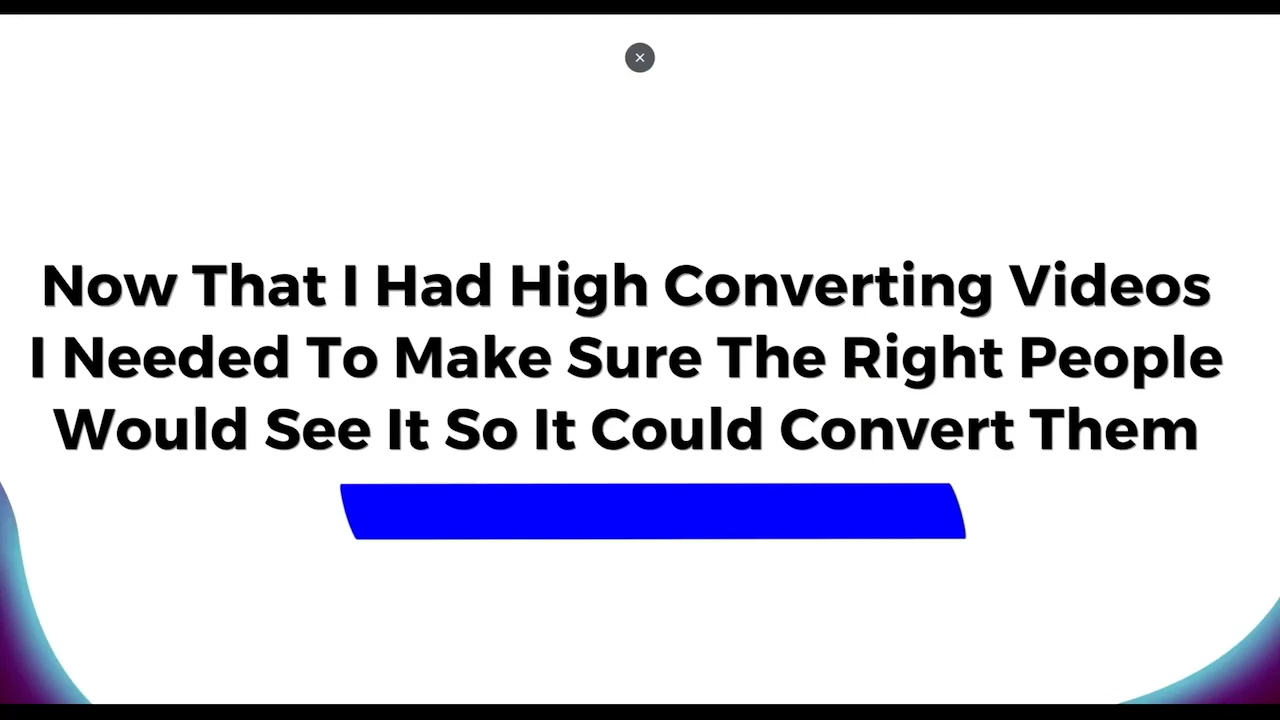 Now That I Had High Converting Videos
I Needed To Make Sure The Right People
Would See It So It Could Convert Them